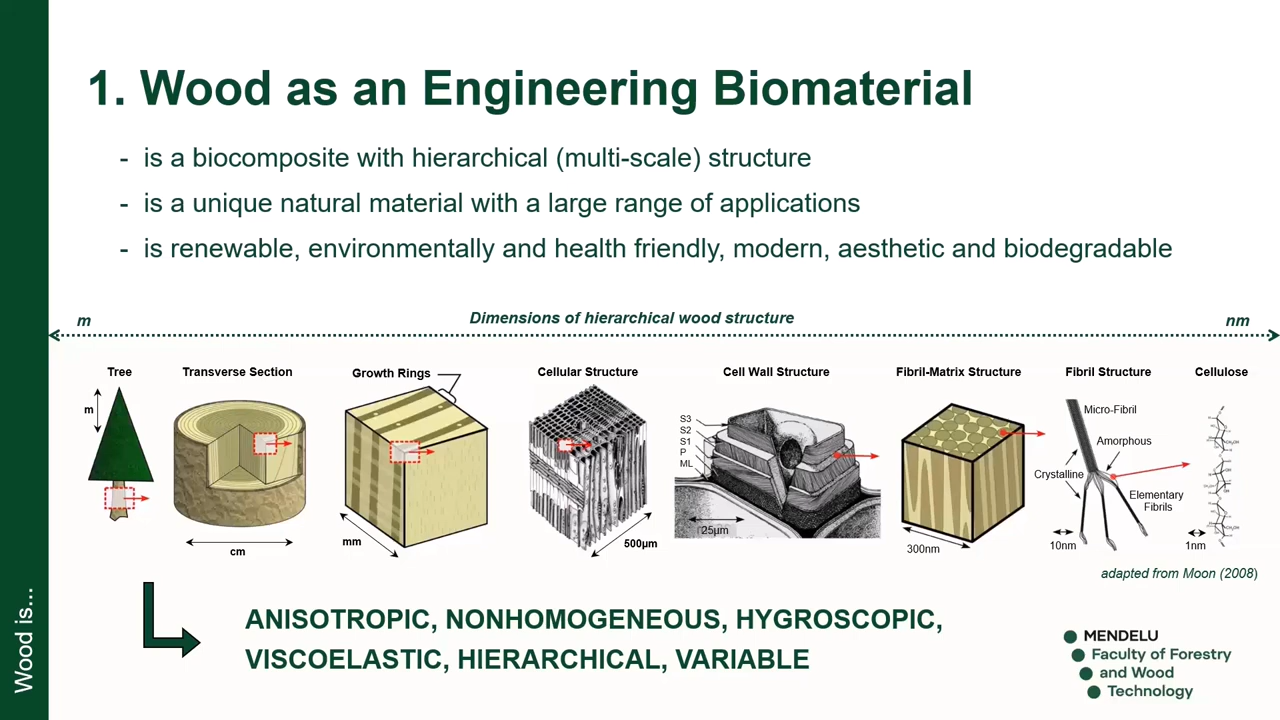 1. Wood as an Engineering Biomaterial
- is a biocomposite with hierarchical (multi-scale) structure
- is a unique natural material with a large range of applications
- is renewable, environmentally and health friendly, modern, aesthetic and biodegradable
m
Dimensions of hierarchical wood structure
nm
Tree
m
Transverse Section
cm
Growth Rings
mm
Cellular Structure
500µm
Cell Wall Structure
S3
S2
S1
P
ML
25µm
Fibril-Matrix Structure
300nm
Fibril Structure
Micro-Fibril
Amorphous
Crystalline
Elementary
Fibrils
10nm
Cellulose
1nm
adapted from Moon (2008)
ANISOTROPIC, NONHOMOGENEOUS, HYGROSCOPIC,
VISCOELASTIC, HIERARCHICAL, VARIABLE
Wood is...
MENDELU
Faculty of Forestry
and Wood
Technology